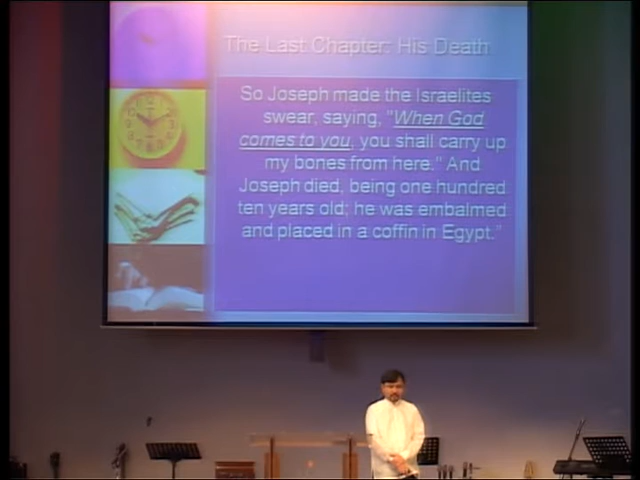 The Last Chapter: His Death
So Joseph made the Israelites
swear, saying, "When God
comes to you, you shall carry up
my bones from here." And
Joseph died, being one hundred
ten years old; he was embalmed
and placed in a coffin in Egypt."